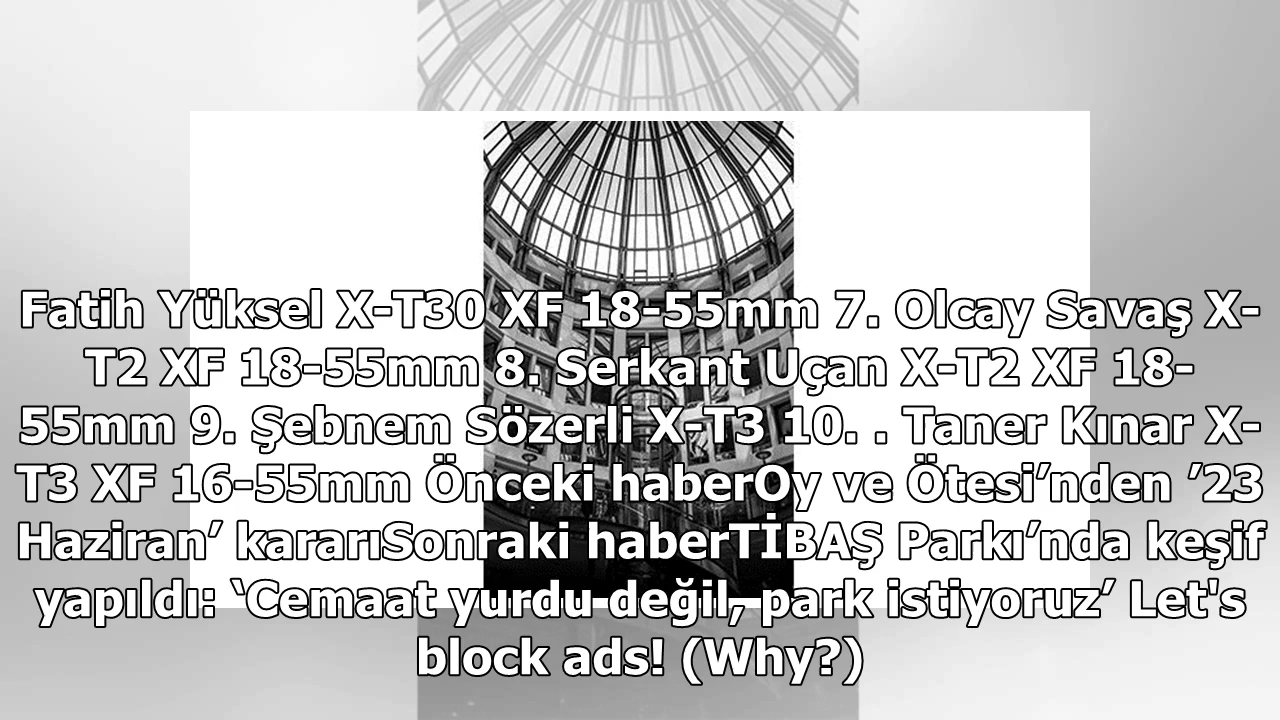 Fatih Yüksel X-T30 XF 18-55mm 7. Olcay Savaş X-
T2 XF 18-55mm 8. Serkant Uçan X-T2 XF 18-
55mm 9. Şebnem Sözerli X-T3 10. . Taner Kınar X-
T3 XF 16-55mm Önceki haberOy ve Ötesi’nden ’23
Haziran’ kararıSonraki haberTİBAŞ Parkı’nda keşif
yapıldı: ‘Cemaat yurdu değil, park istiyoruz’ Let's
block ads! (Why?)